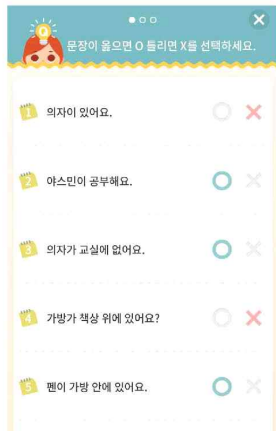 Q
문장이 옳으면 O 틀리면 X를 선택하세요.
1 의자이 있어요.
2 야스민이 공부해요.
3 의자가 교실에 없어요.
4 가방가 책상 위에 있어요?
5 펜이 가방 안에 있어요.